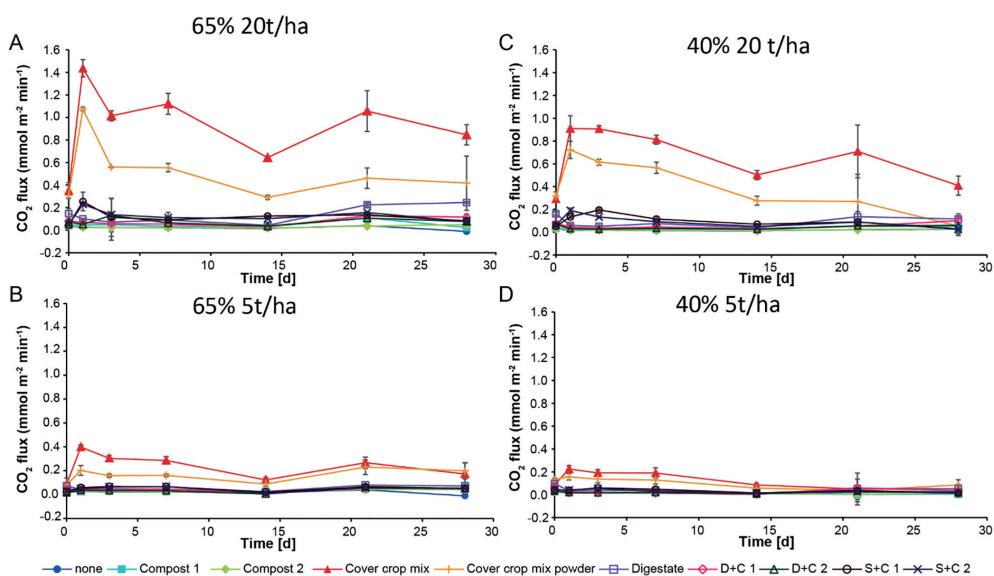 A
65% 20t/ha
CO2 flux (mmol m⁻² min⁻¹)
1.6
1.4
1.2
1.0
0.8
0.6
0.4
0.2
0.0
-0.2
0 5 10 15 20 25 30
Time [d]
C
40% 20 t/ha
CO2 flux (mmol m⁻² min⁻¹)
1.6
1.4
1.2
1.0
0.8
0.6
0.4
0.2
0.0
-0.2
0 5 10 15 20 25 30
Time [d]
B
65% 5t/ha
CO2 flux (mmol m⁻² min⁻¹)
1.6
1.4
1.2
1.0
0.8
0.6
0.4
0.2
0.0
-0.2
0 5 10 15 20 25 30
Time [d]
D
40% 5t/ha
CO2 flux (mmol m⁻² min⁻¹)
1.6
1.4
1.2
1.0
0.8
0.6
0.4
0.2
0.0
-0.2
0 5 10 15 20 25 30
Time [d]
none Compost 1 Compost 2 Cover crop mix Cover crop mix powder Digestate D+C 1 D+C 2 S+C 1 S+C 2